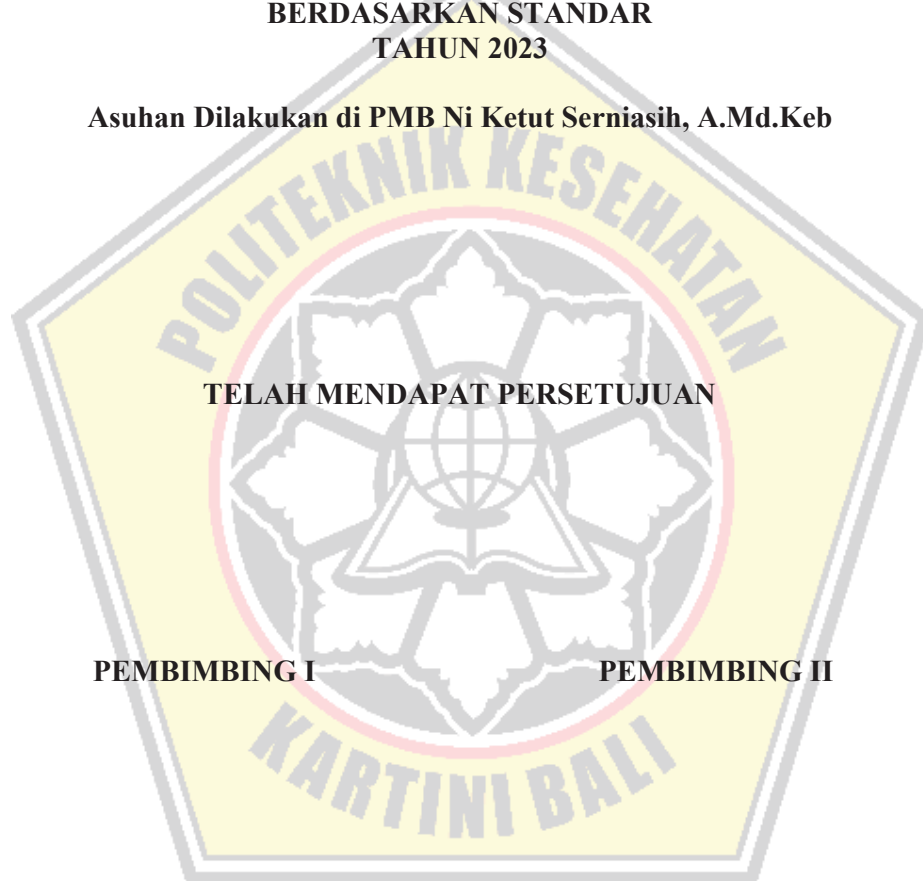 BERDASARKAN STANDAR
TAHUN 2023
Asuhan Dilakukan di PMB Ni Ketut Serniasih, A.Md.Keb
POLITEKNIK KESEHATAN
TELAH MENDAPAT PERSETUJUAN
PEMBIMBING I PEMBIMBING II
KARTINI BALI